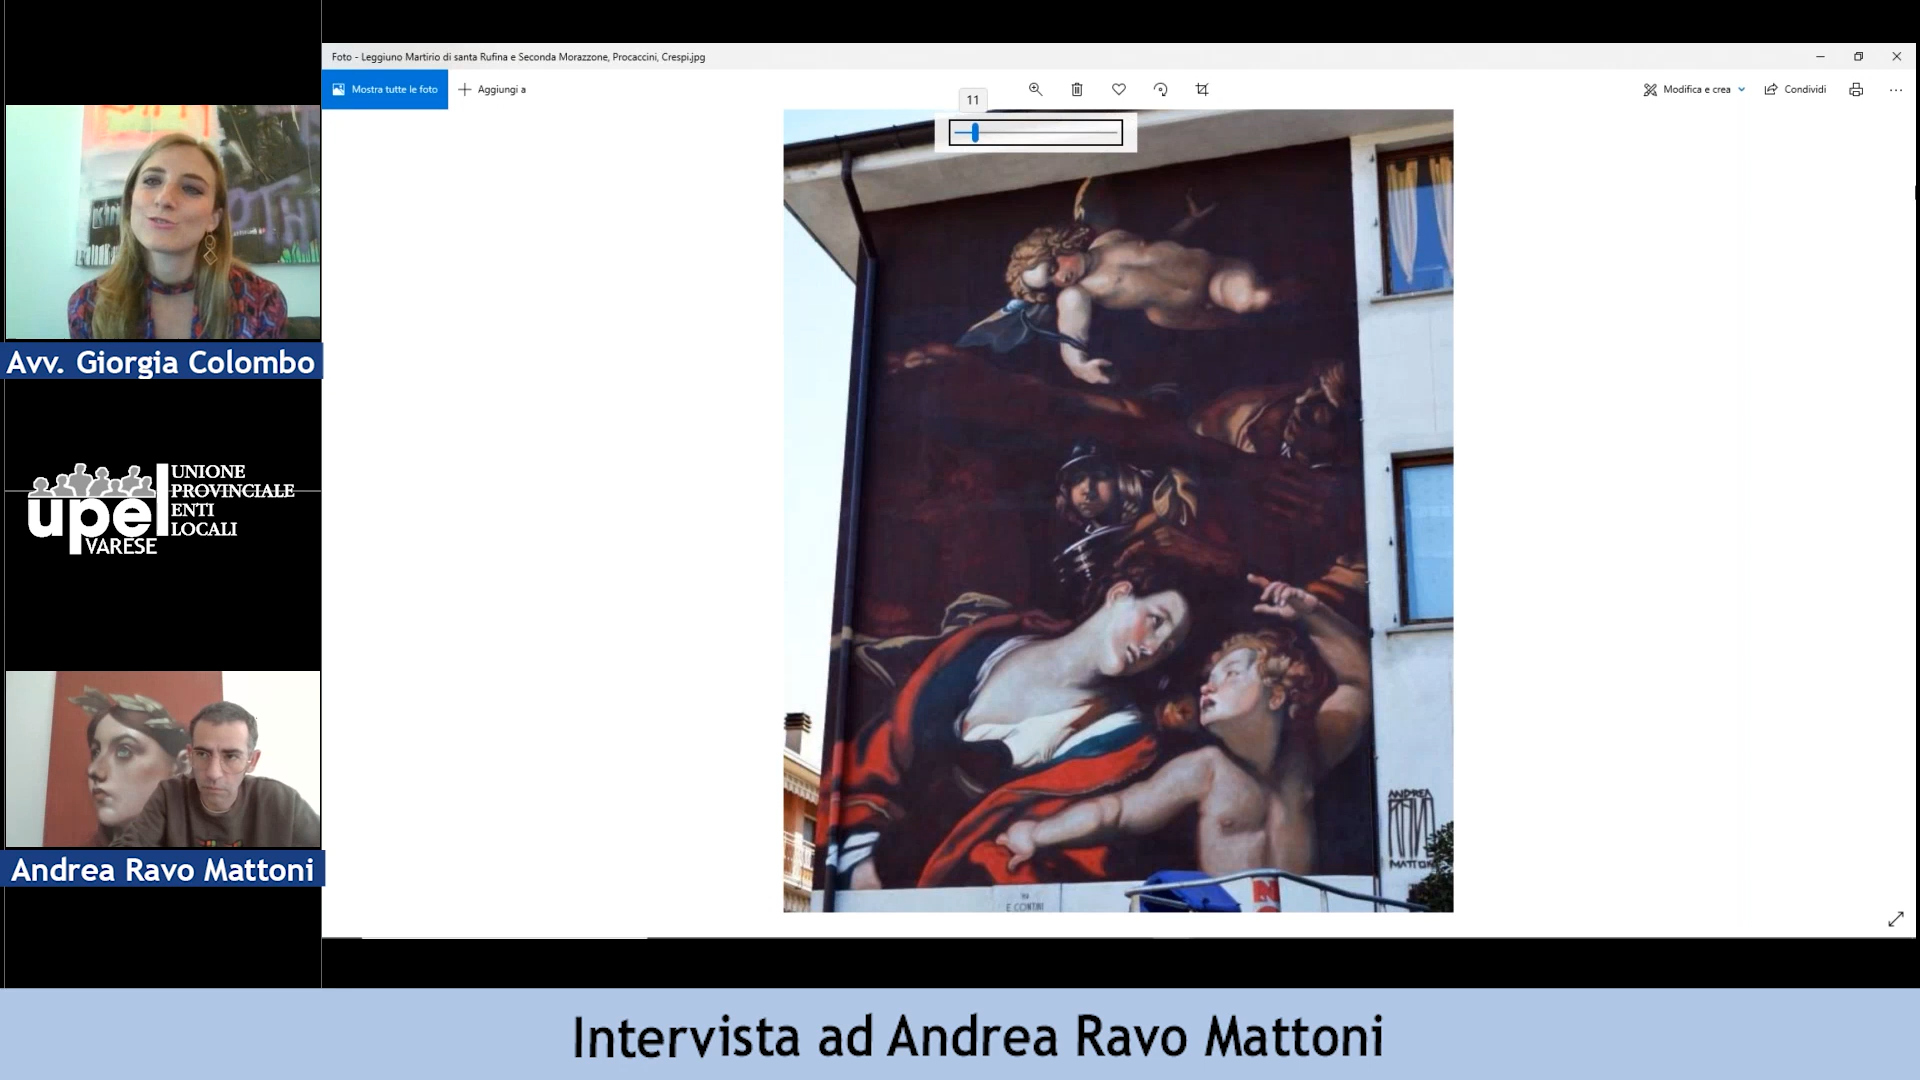 Foto - Leggiuno Martirio di santa Rufina e Seconda Morazzone, Procaccini, Crespi.jpg
Mostra tutte le foto
Aggiungi a
Modifica e crea
Condividi
11
Avv. Giorgia Colombo
upel
UNIONE
PROVINCIALE
ENTI
LOCALI
VARESE
ANDREA
RAVO
MATTONI
E CONTINI
Andrea Ravo Mattoni
Intervista ad Andrea Ravo Mattoni